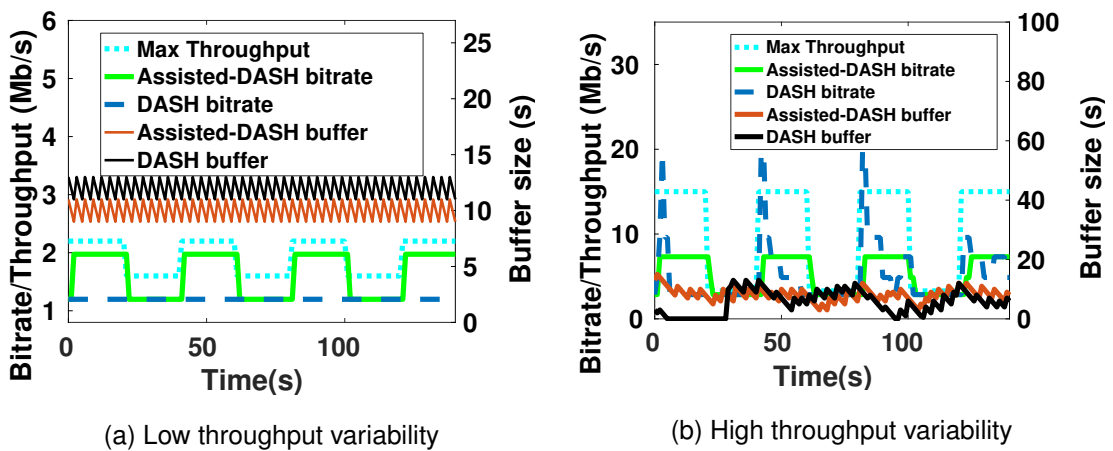 Bitrate/Throughput (Mb/s)
6
5
4
3
2
1
Max Throughput
Assisted-DASH bitrate
DASH bitrate
Assisted-DASH buffer
DASH buffer
25
20
15
10
5
0
Buffer size (s)
0 50 100
Time(s)
(a) Low throughput variability
Bitrate/Throughput (Mb/s)
30
20
10
0
Max Throughput
Assisted-DASH bitrate
DASH bitrate
Assisted-DASH buffer
DASH buffer
100
80
60
40
20
0
Buffer size (s)
0 50 100
Time(s)
(b) High throughput variability